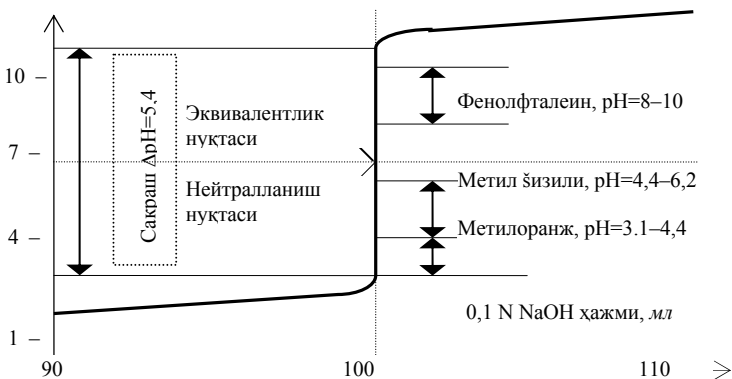 10 –
7 –
4 –
1 –
Сакраш ΔpH=5.4
Эквивалентлик
нуқтаси
Нейтралланиш
нуқтаси
Фенолфталеин, pH=8–10
Метил šизили, pH=4,4–6,2
Метилоранж, pH=3.1–4,4
0,1 N NaOH ҳажми, мл
90
100
110